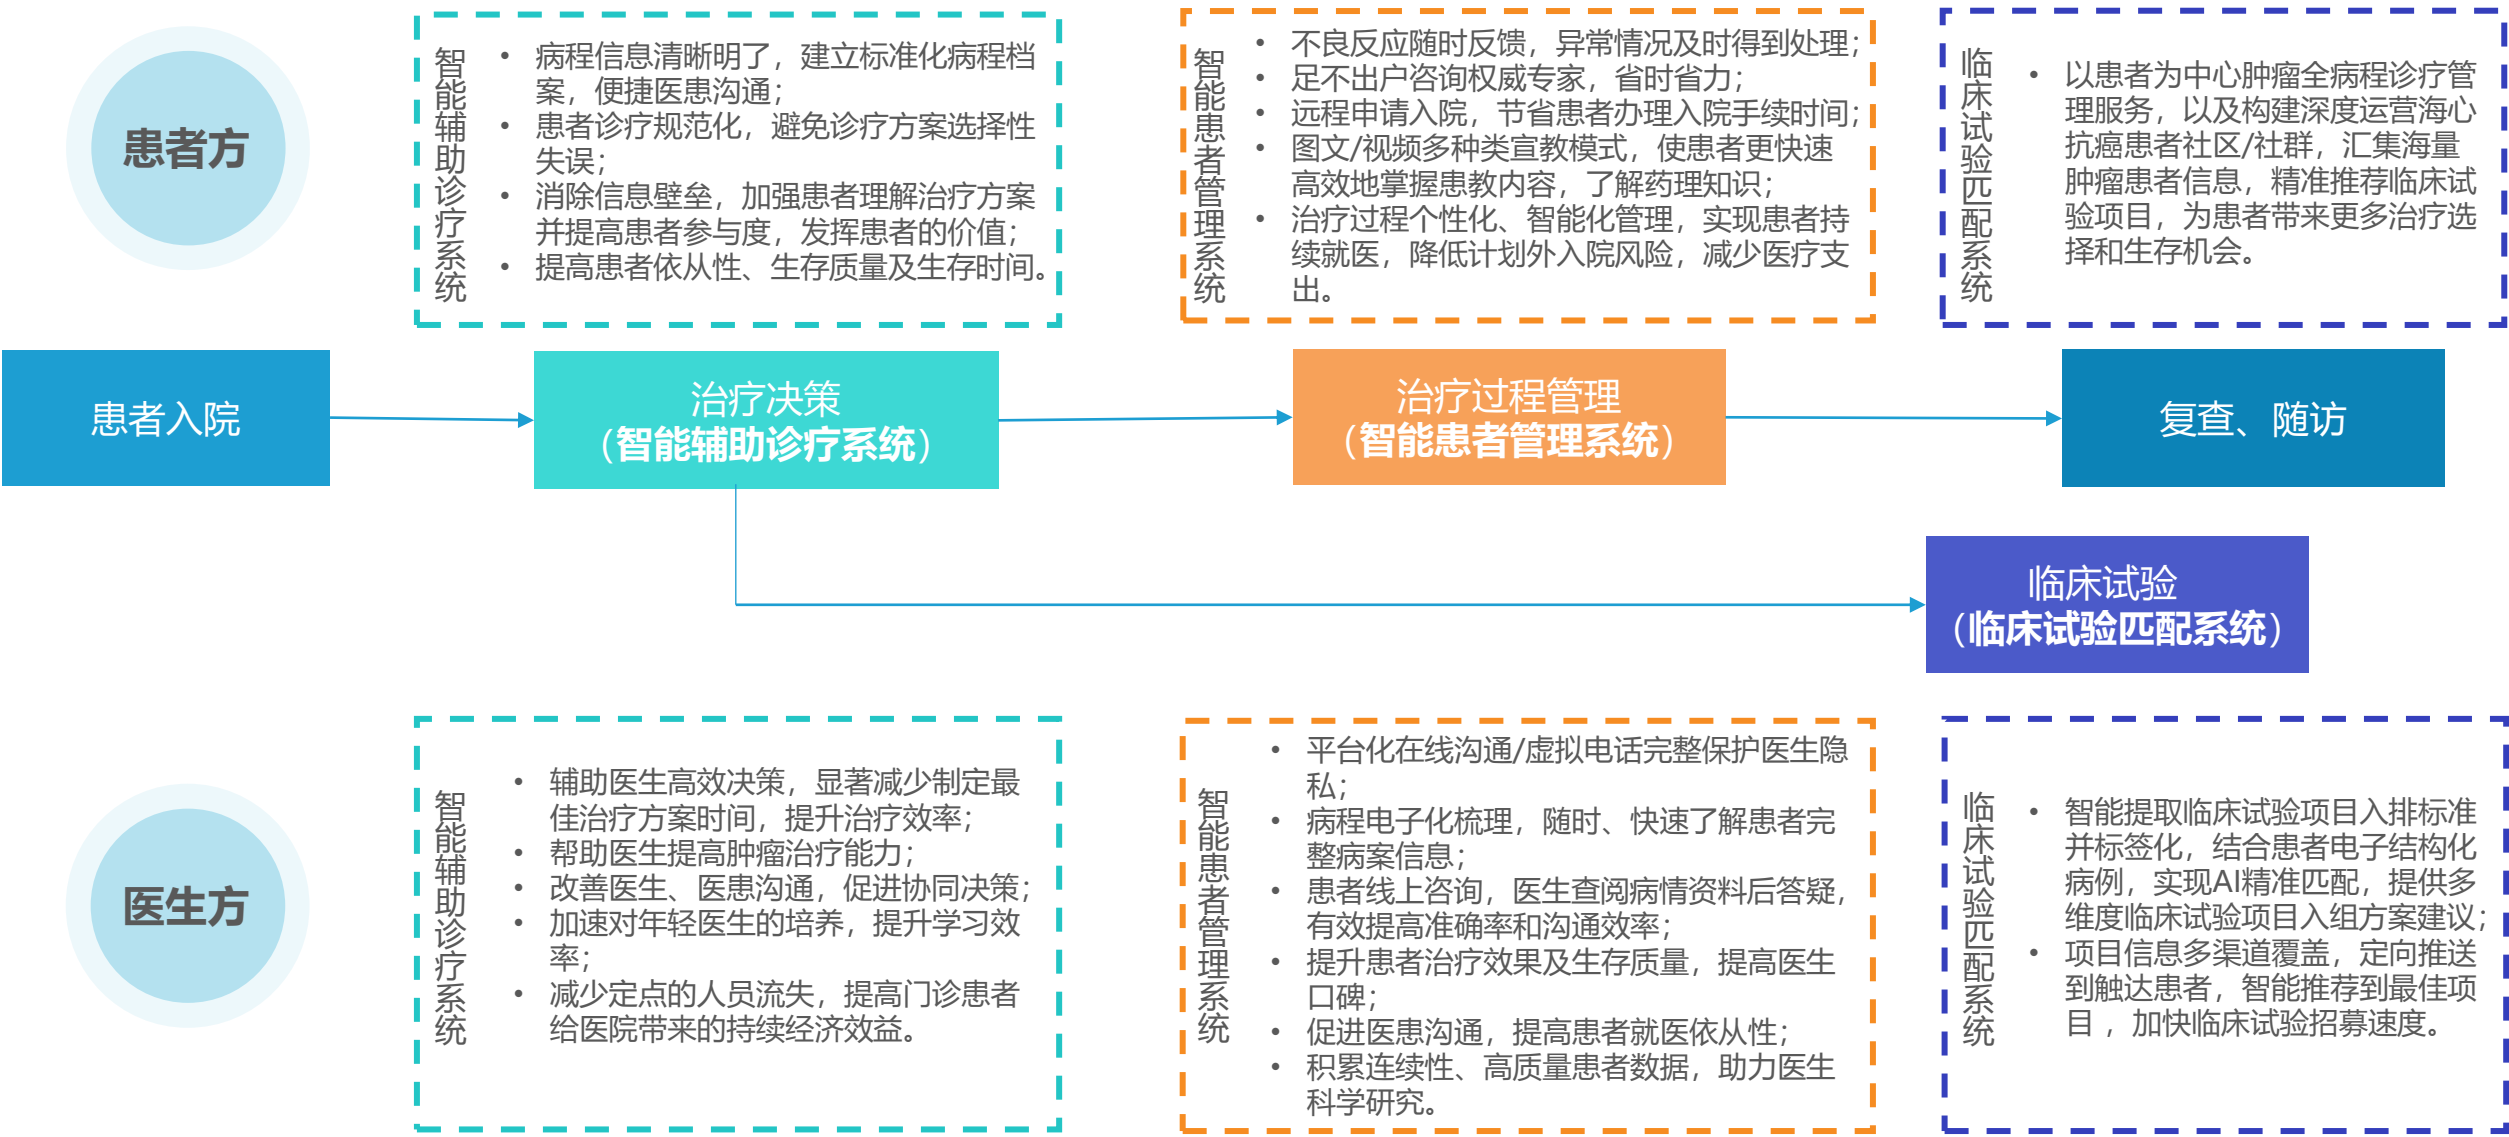 患者方
智能辅助诊疗系统
• 病程信息清晰明了，建立标准化病程档
案，便捷医患沟通；
• 患者诊疗规范化，避免诊疗方案选择性
失误；
• 消除信息壁垒，加强患者理解治疗方案
并提高患者参与度，发挥患者的价值；
• 提高患者依从性、生存质量及生存时间。
智能患者管理系统
• 不良反应随时反馈，异常情况及时得到处理；
• 足不出户咨询权威专家，省时省力；
• 远程申请入院，节省患者办理入院手续时间；
• 图文/视频多种类宣教模式，使患者更快速
高效地掌握患教内容，了解药理知识；
• 治疗过程个性化、智能化管理，实现患者持
续就医，降低计划外入院风险，减少医疗支
出。
临床试验匹配系统
• 以患者为中心肿瘤全病程诊疗管
理服务，以及构建深度运营海心
抗癌患者社区/社群，汇集海量
肿瘤患者信息，精准推荐临床试
验项目，为患者带来更多治疗选
择和生存机会。
患者入院
治疗决策
（智能辅助诊疗系统）
治疗过程管理
（智能患者管理系统）
复查、随访
临床试验
（临床试验匹配系统）
医生方
智能辅助诊疗系统
• 辅助医生高效决策，显著减少制定最
佳治疗方案时间，提升治疗效率；
• 帮助医生提高肿瘤治疗能力；
• 改善医生、医患沟通，促进协同决策；
• 加速对年轻医生的培养，提升学习效
率；
• 减少定点的人员流失，提高门诊患者
给医院带来的持续经济效益。
智能患者管理系统
• 平台化在线沟通/虚拟电话完整保护医生隐
私；
• 病程电子化梳理，随时、快速了解患者完
整病案信息；
• 患者线上咨询，医生查阅病情资料后答疑，
有效提高准确率和沟通效率；
• 提升患者治疗效果及生存质量，提高医生
口碑；
• 促进医患沟通，提高患者就医依从性；
• 积累连续性、高质量患者数据，助力医生
科学研究。
临床试验匹配系统
• 智能提取临床试验项目入排标准
并标签化，结合患者电子结构化
病例，实现AI精准匹配，提供多
维度临床试验项目入组方案建议；
• 项目信息多渠道覆盖，定向推送
到触达患者，智能推荐到最佳项
目 ，加快临床试验招募速度。